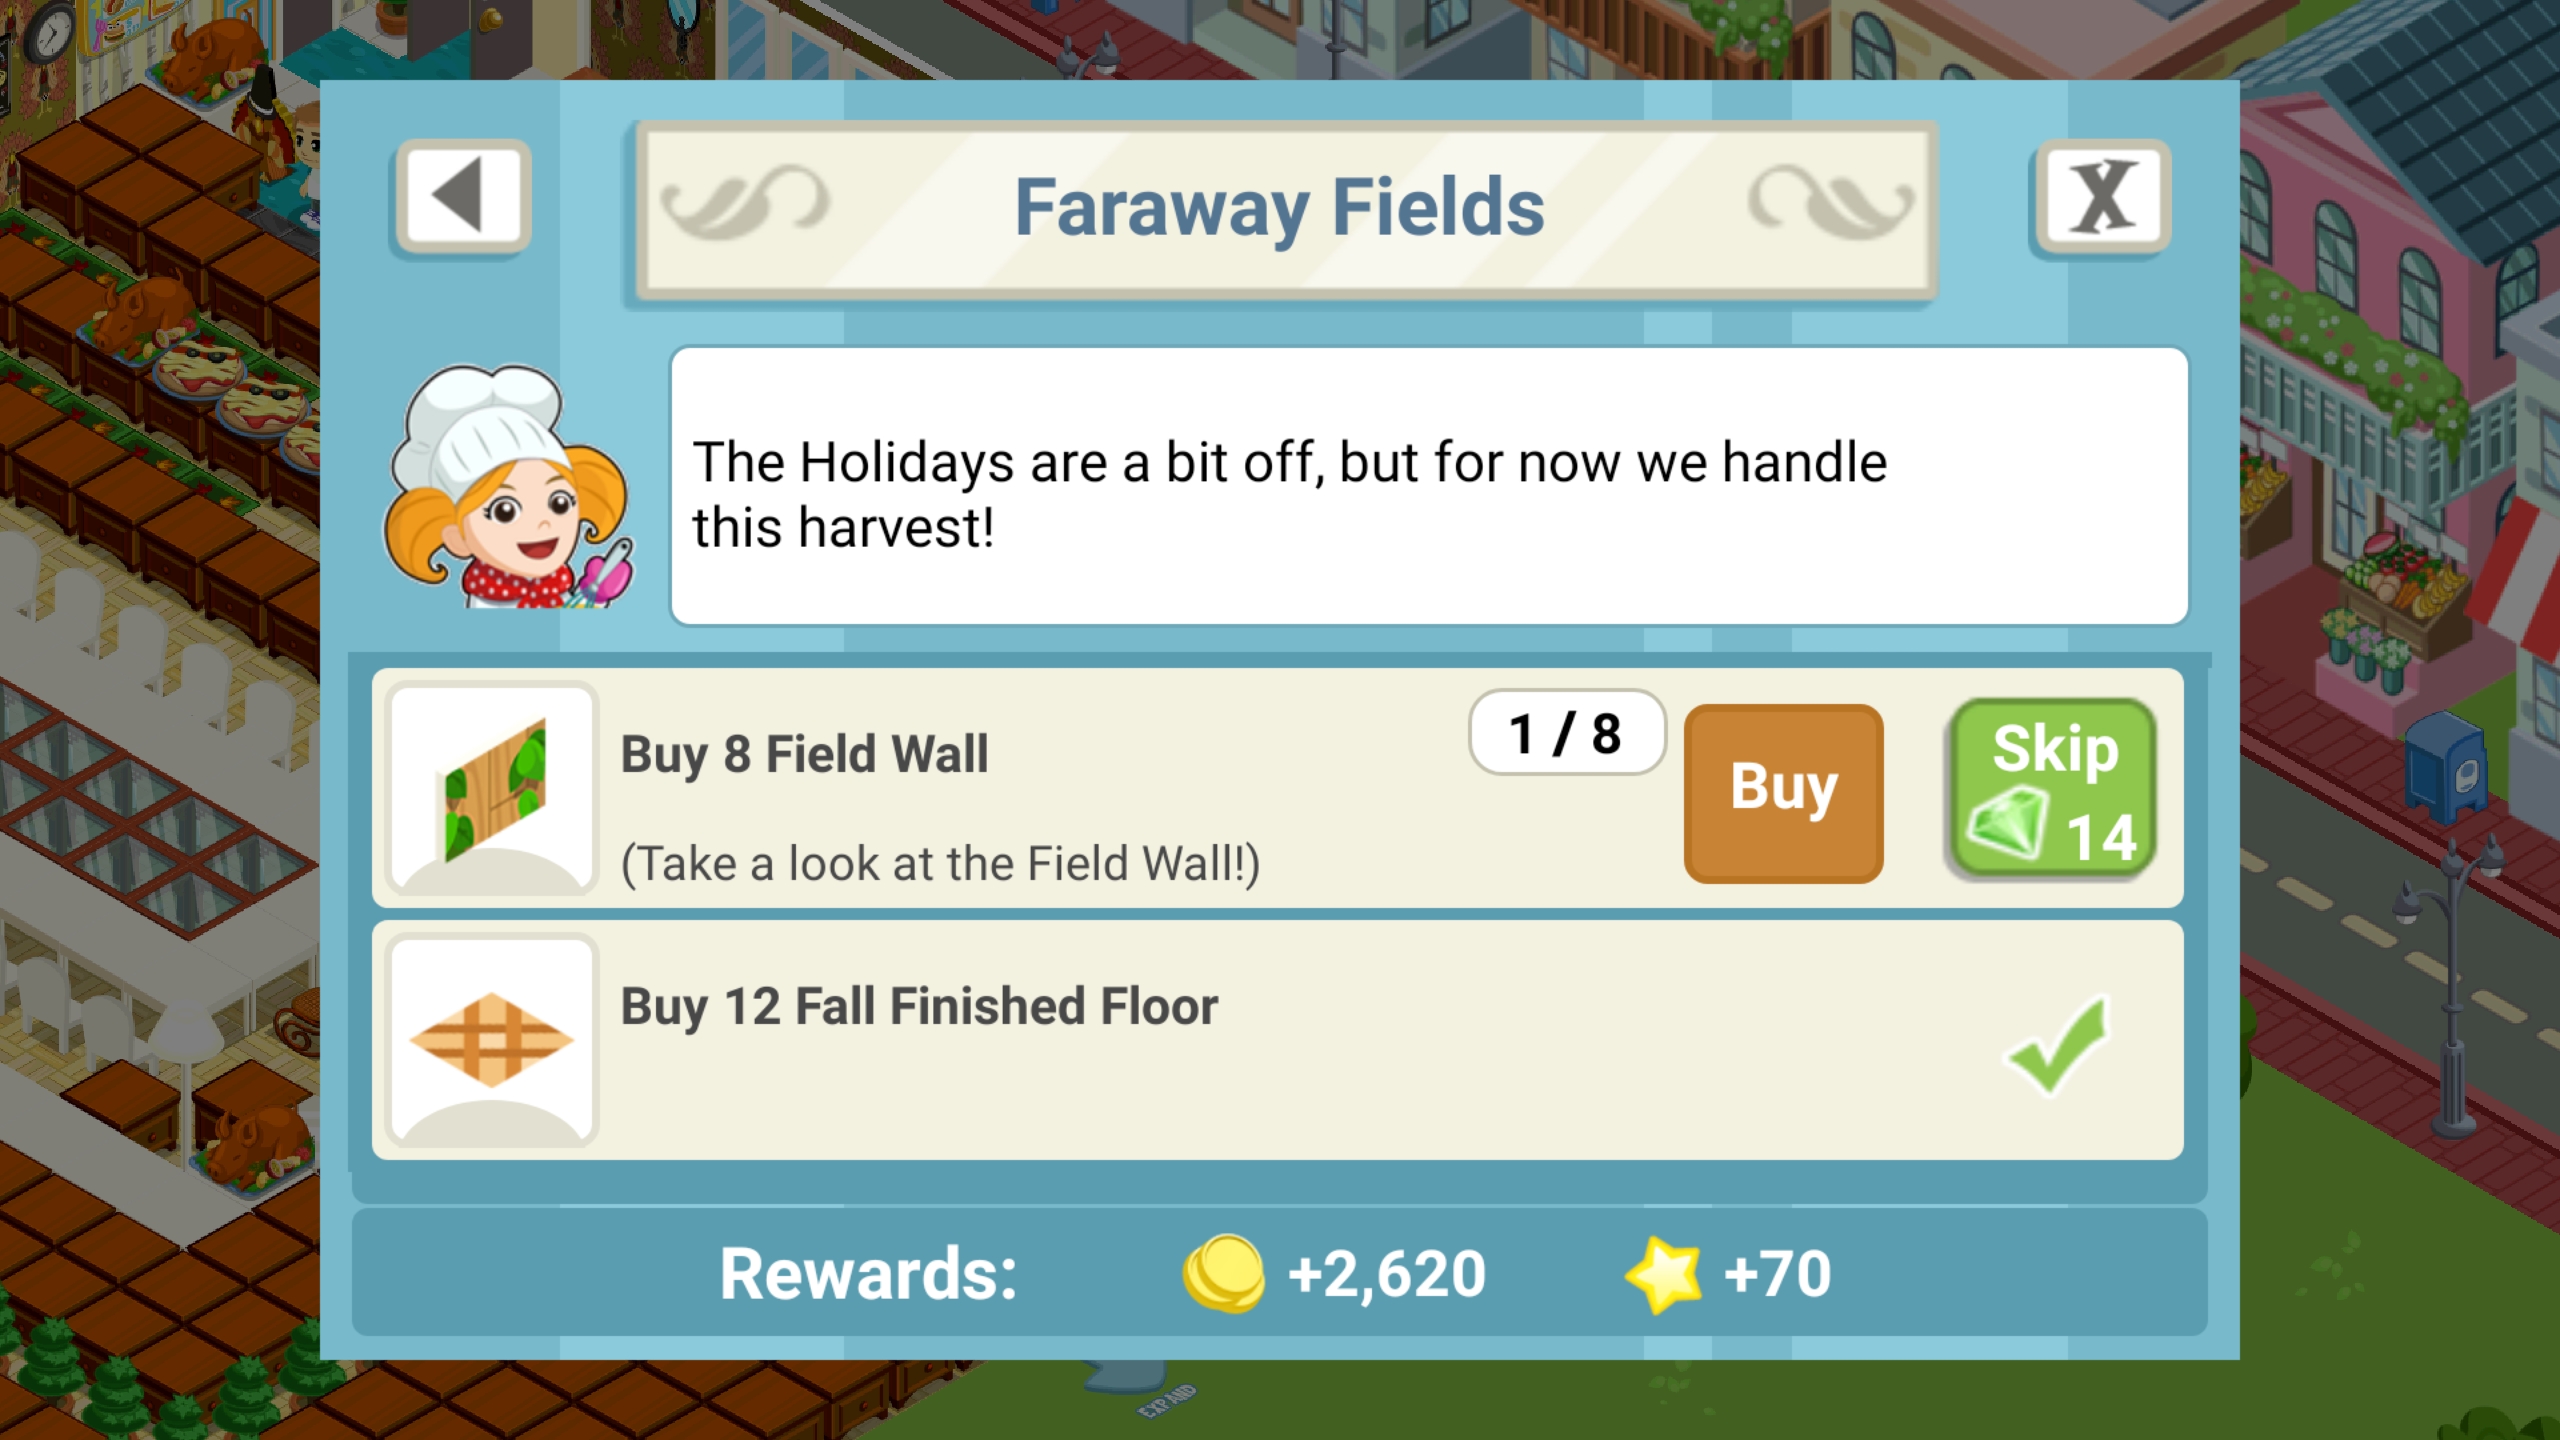 Faraway Fields
X
The Holidays are a bit off, but for now we handle
this harvest!
Buy 8 Field Wall
1 / 8
Buy
Skip
14
(Take a look at the Field Wall!)
Buy 12 Fall Finished Floor
Rewards:
+2,620
+70
EXPAND